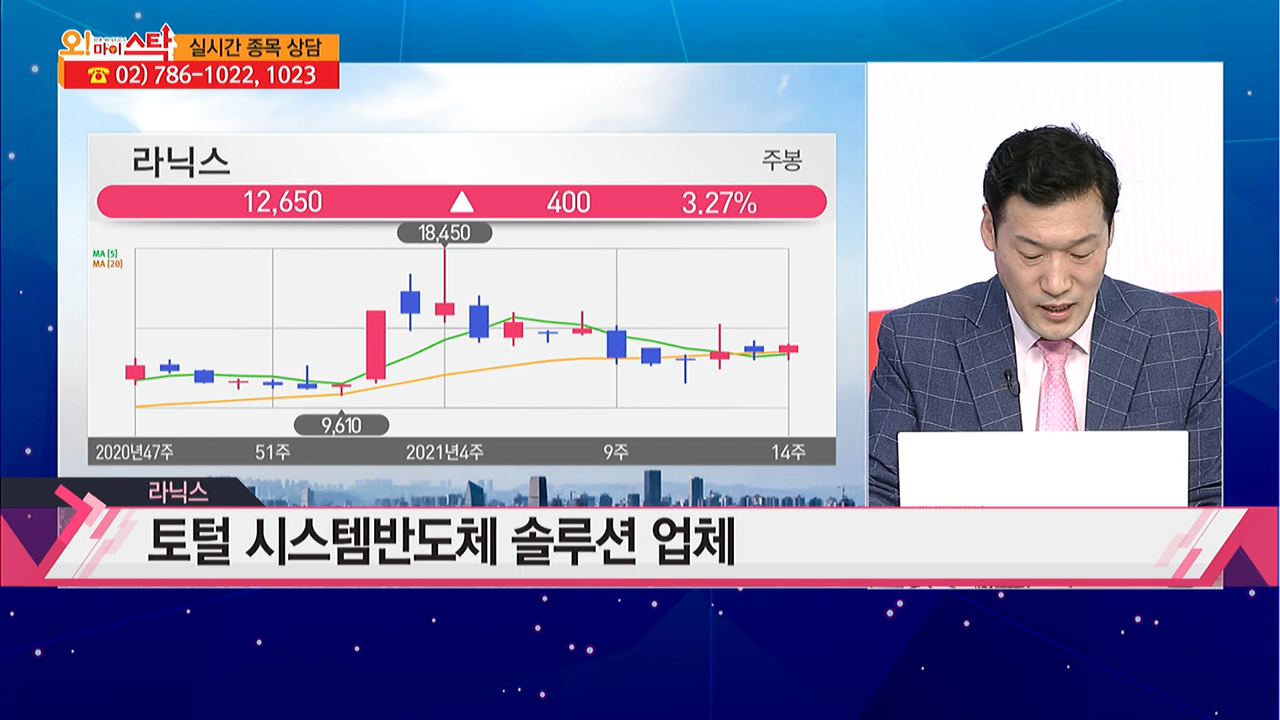 오! 마이 스탁 실시간 종목 상담
☎ 02) 786-1022, 1023
라닉스 주봉
12,650 ▲ 400 3.27%
18,450
MA [5]
MA [20]
9,610
2020년47주 51주 2021년4주 9주 14주
라닉스
토털 시스템반도체 솔루션 업체